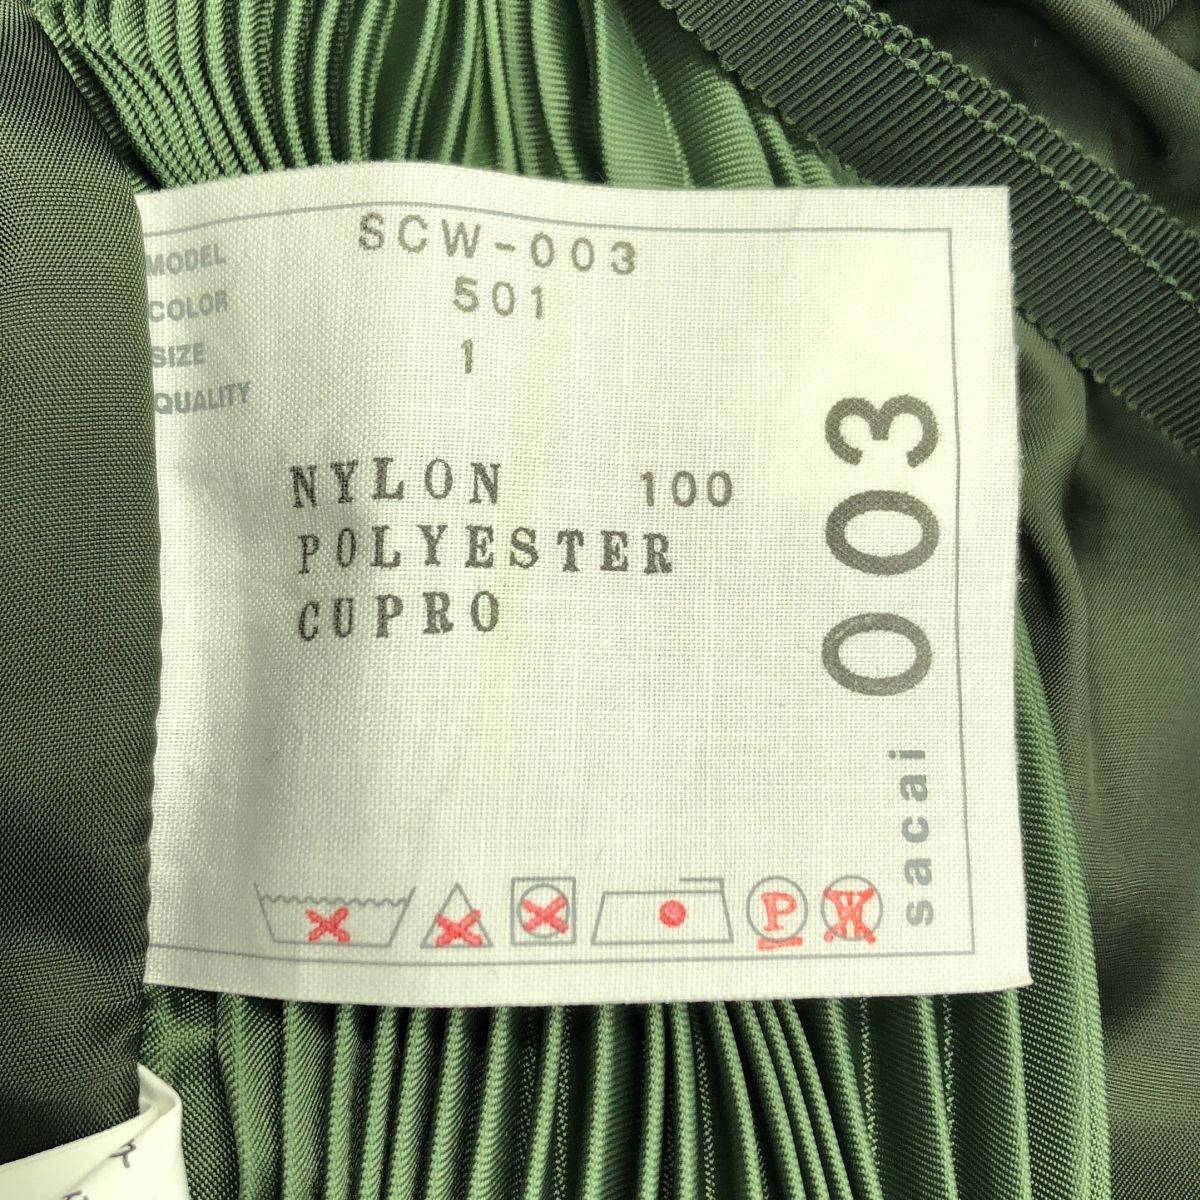 MODEL SCW-003
COLOR 501
SIZE 1
QUALITY
NYLON 100
POLYESTER
CUPRO
sacai 003
P
W